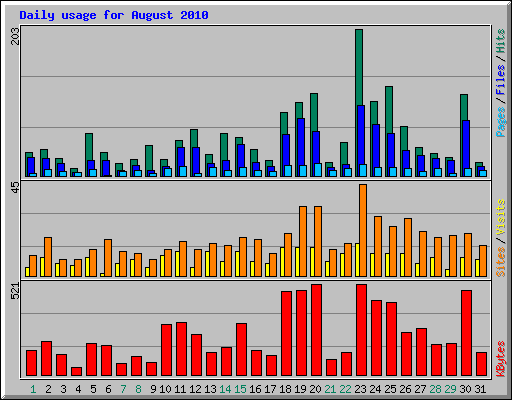 Daily usage for August 2010
203
Pages / Files / Hits
45
Sites / Visits
521
KBytes
1 2 3 4 5 6 7 8 9 10 11 12 13 14 15 16 17 18 19 20 21 22 23 24 25 26 27 28 29 30 31